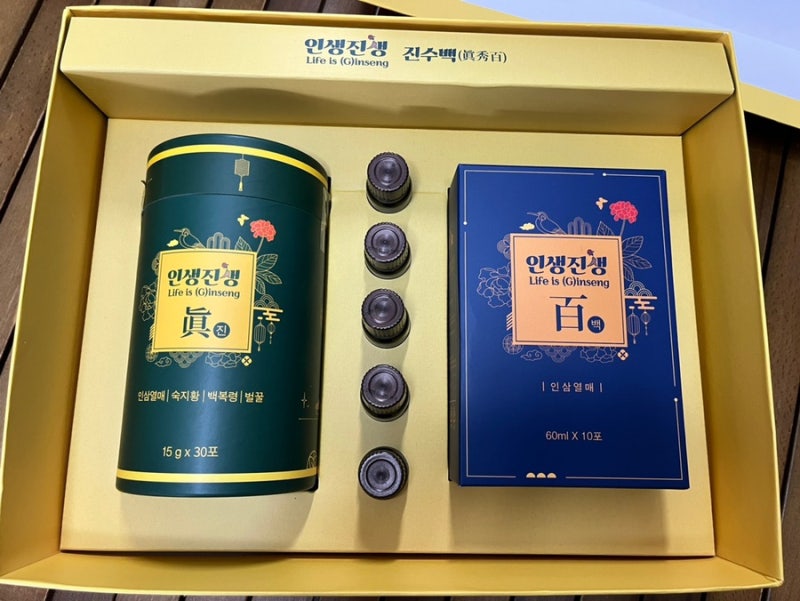 인생진생 진수백(眞秀百)
Life is (G)inseng
인생진생
Life is (G)inseng
眞 진
인삼열매 | 숙지황 | 백복령 | 벌꿀
15 g x 30포
인생진생
Life is (G)inseng
百 백
| 인삼열매 |
60ml X 10포